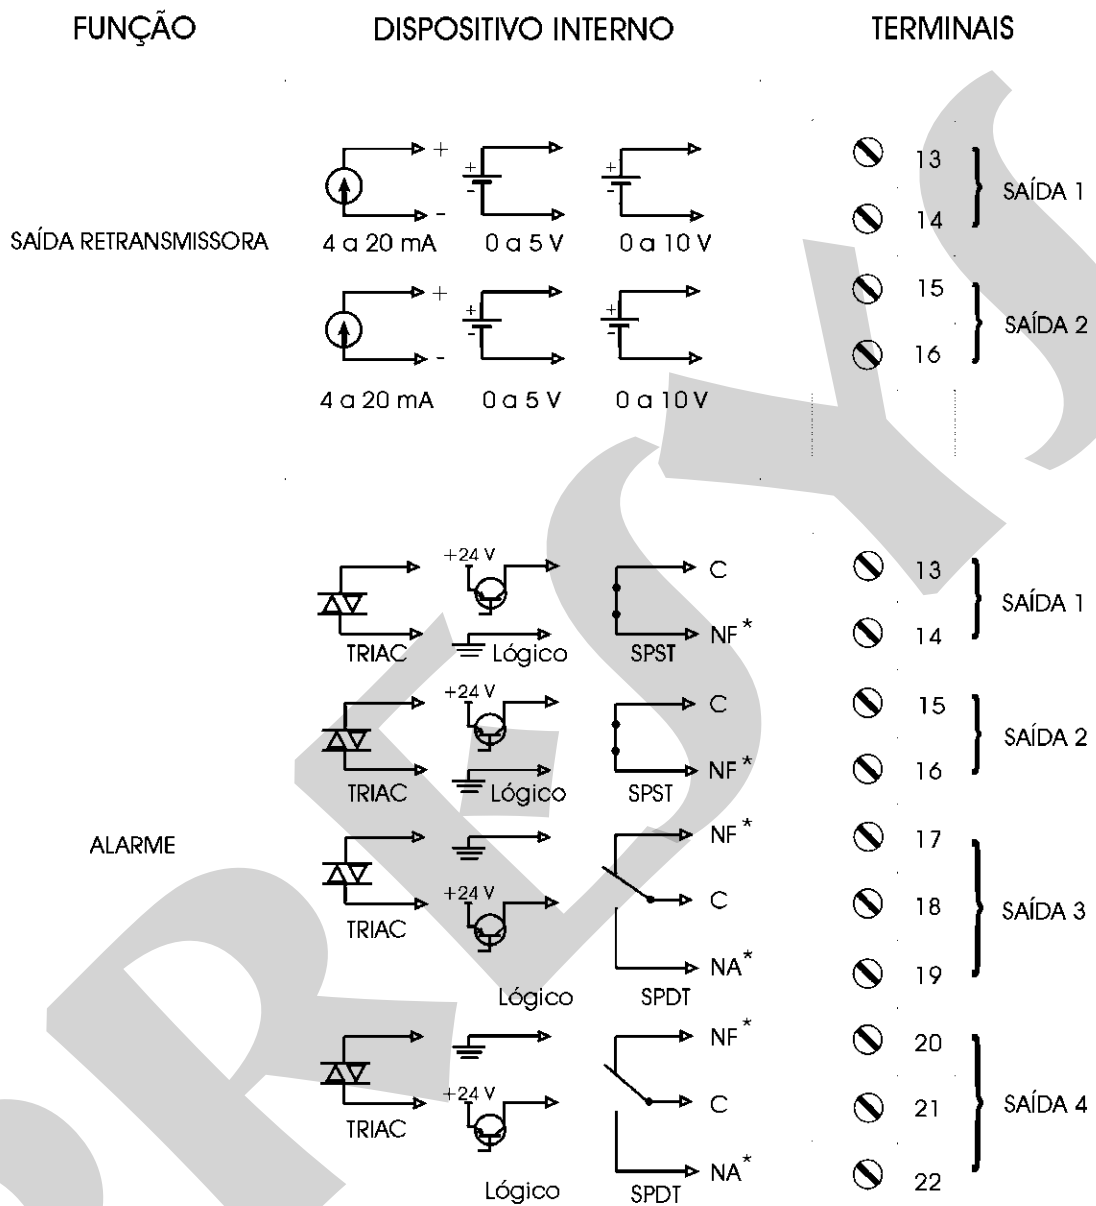 FUNÇÃO DISPOSITIVO INTERNO TERMINAIS
+ + + 13
- - - 14 SAÍDA 1
SAÍDA RETRANSMISSORA 4 a 20 mA 0 a 5 V 0 a 10 V
+ + + 15
- - - 16 SAÍDA 2
4 a 20 mA 0 a 5 V 0 a 10 V
+24 V C 13
NF* 14 SAÍDA 1
TRIAC Lógico SPST
+24 V C 15
NF* 16 SAÍDA 2
TRIAC Lógico SPST
ALARME NF* 17
+24 V C 18 SAÍDA 3
TRIAC
NA* 19
Lógico SPDT
NF* 20
+24 V C 21 SAÍDA 4
TRIAC
NA* 22
Lógico SPDT
PRESYS